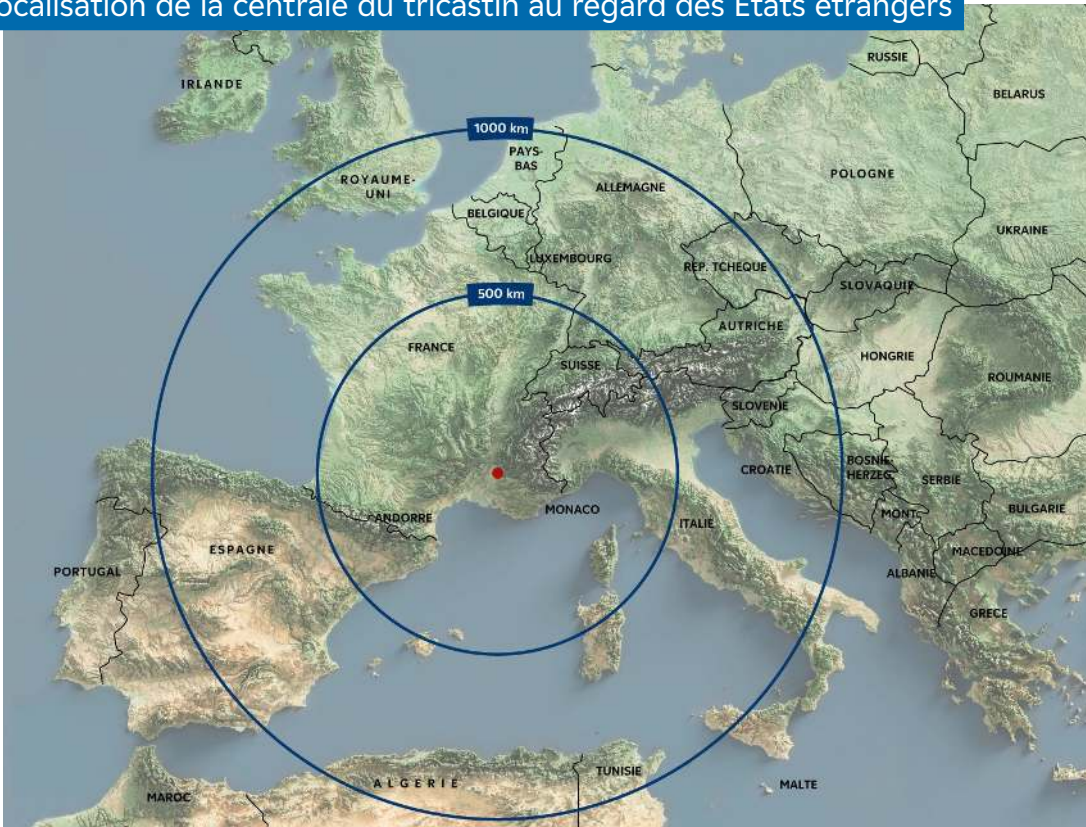 ocalisation de la centrale du tricastin au regard des Etats étrangers
RUSSIE
IRLANDE
BELARUS
1000 km
PAYS-
BAS
ROYAUME-
UNI
ALLEMAGNE
POLOGNE
BELGIQUE
UKRAINE
LUXEMBOURG
REP. TCHEQUE
SLOVAQUIE
500 km
AUTRICHE
FRANCE
HONGRIE
SUISSE
ROUMANIE
SLOVENIE
CROATIE
BOSNIE-
HERZEG.
SERBIE
ANDORRE
MONACO
ITALIE
MONT.
BULGARIE
ESPAGNE
MACEDOINE
PORTUGAL
ALBANIE
GRECE
TUNISIE
ALGERIE
MALTE
MAROC